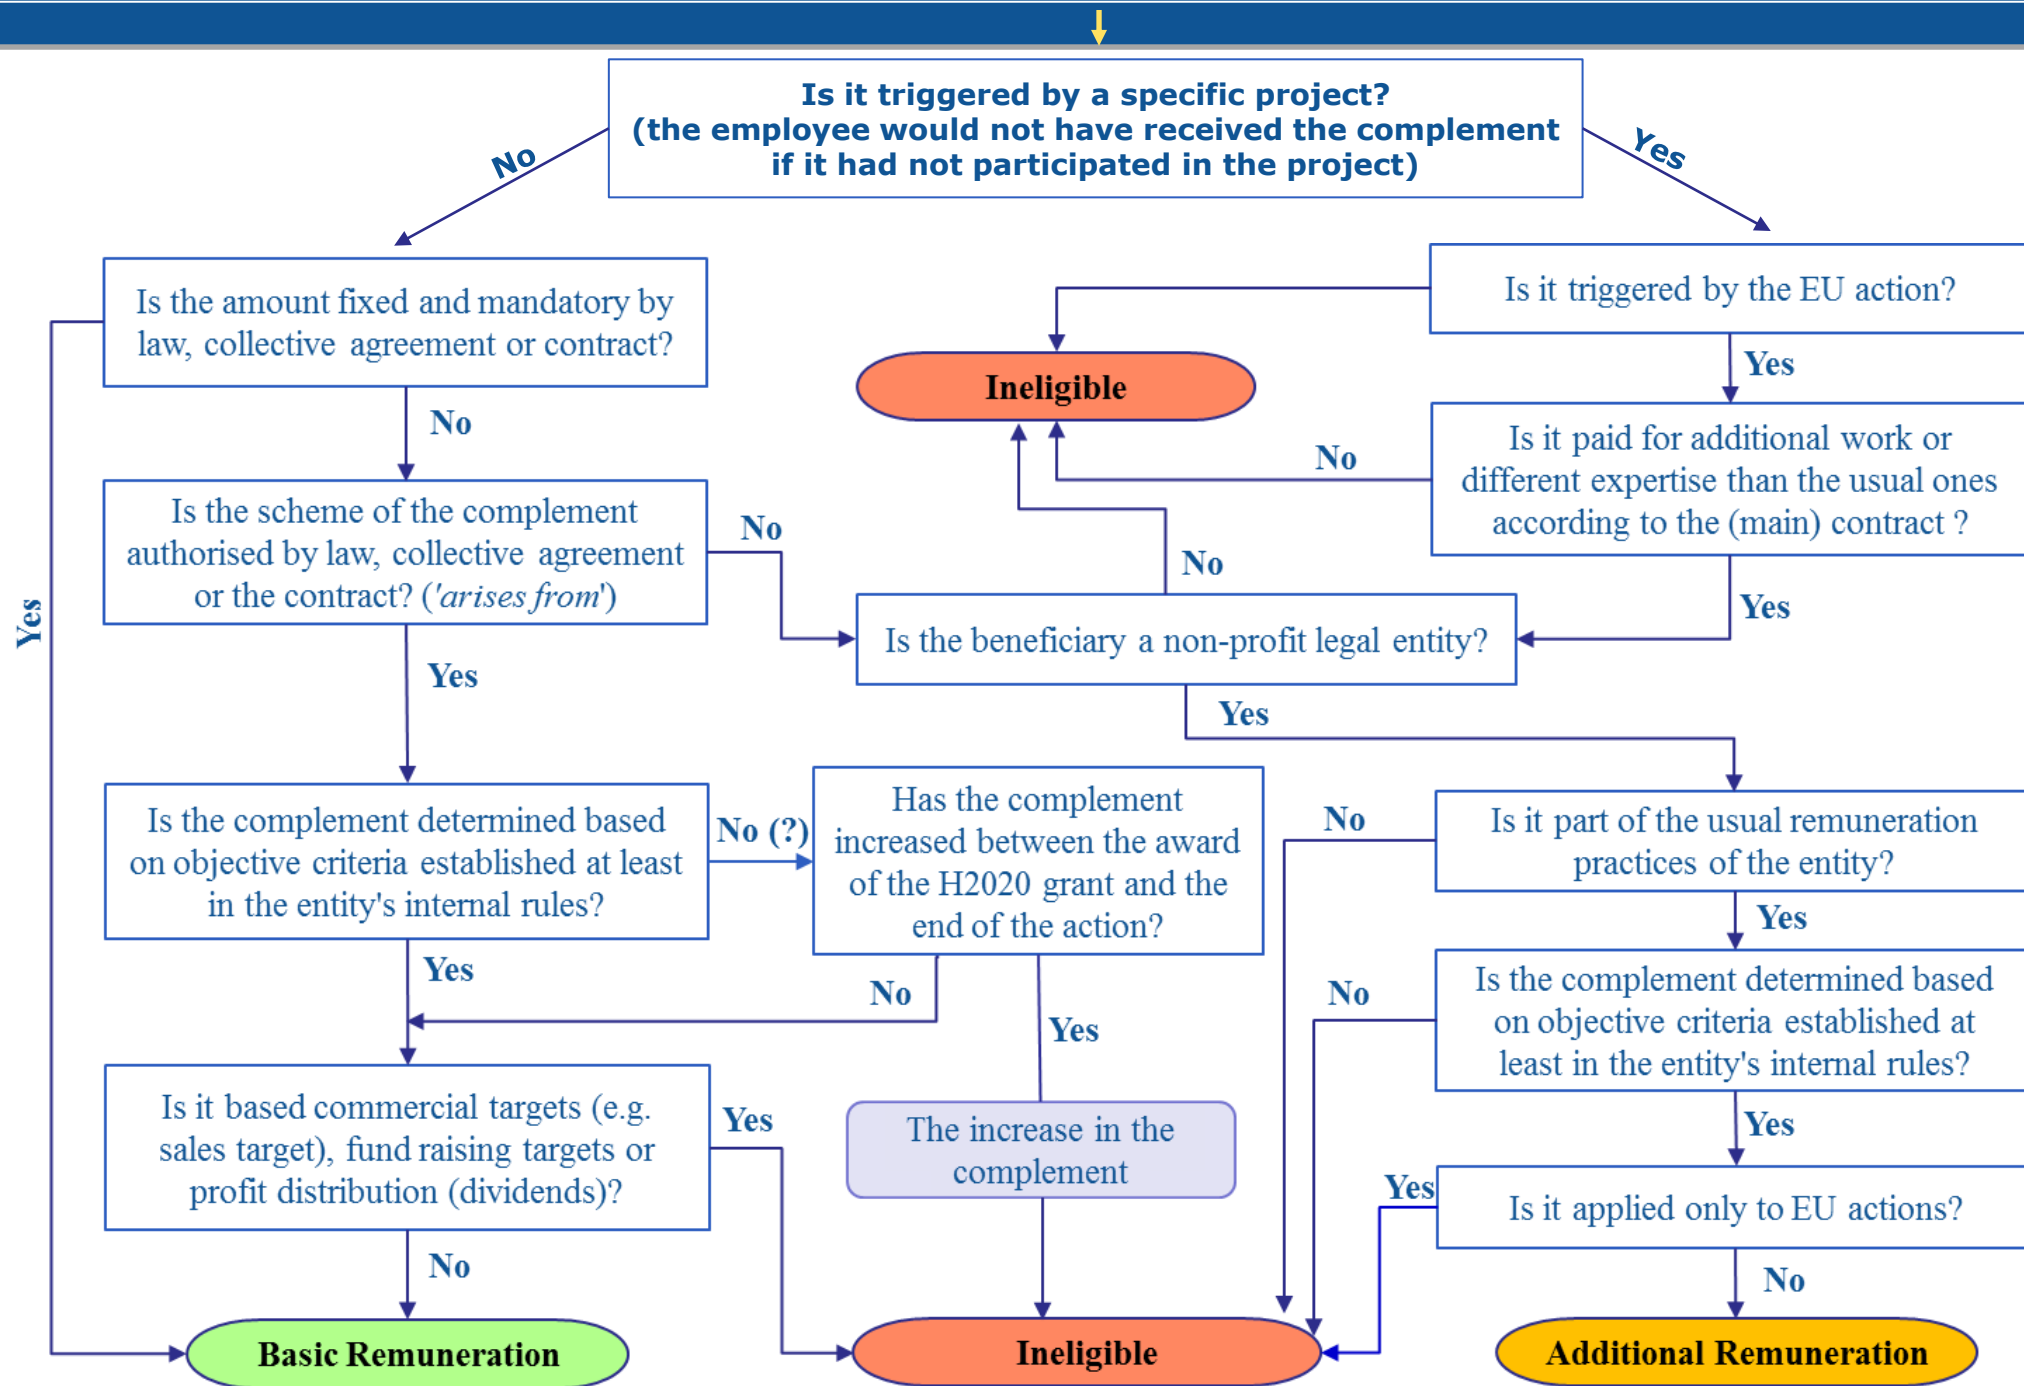 Is it triggered by a specific project?
(the employee would not have received the complement
if it had not participated in the project)
No
Yes
Is the amount fixed and mandatory by
law, collective agreement or contract?
Is it triggered by the EU action?
Ineligible
Yes
No
Is it paid for additional work or
different expertise than the usual ones
according to the (main) contract ?
No
Is the scheme of the complement
authorised by law, collective agreement
or the contract? ('arises from')
No
No
Yes
Yes
Is the beneficiary a non-profit legal entity?
Yes
Yes
Is the complement determined based
on objective criteria established at least
in the entity's internal rules?
No (?)
Has the complement
increased between the award
of the H2020 grant and the
end of the action?
No
Is it part of the usual remuneration
practices of the entity?
Yes
Yes
No
Yes
No
Is the complement determined based
on objective criteria established at
least in the entity's internal rules?
Is it based commercial targets (e.g.
sales target), fund raising targets or
profit distribution (dividends)?
Yes
The increase in the
complement
Yes
Yes
Is it applied only to EU actions?
No
No
Basic Remuneration
Ineligible
Additional Remuneration